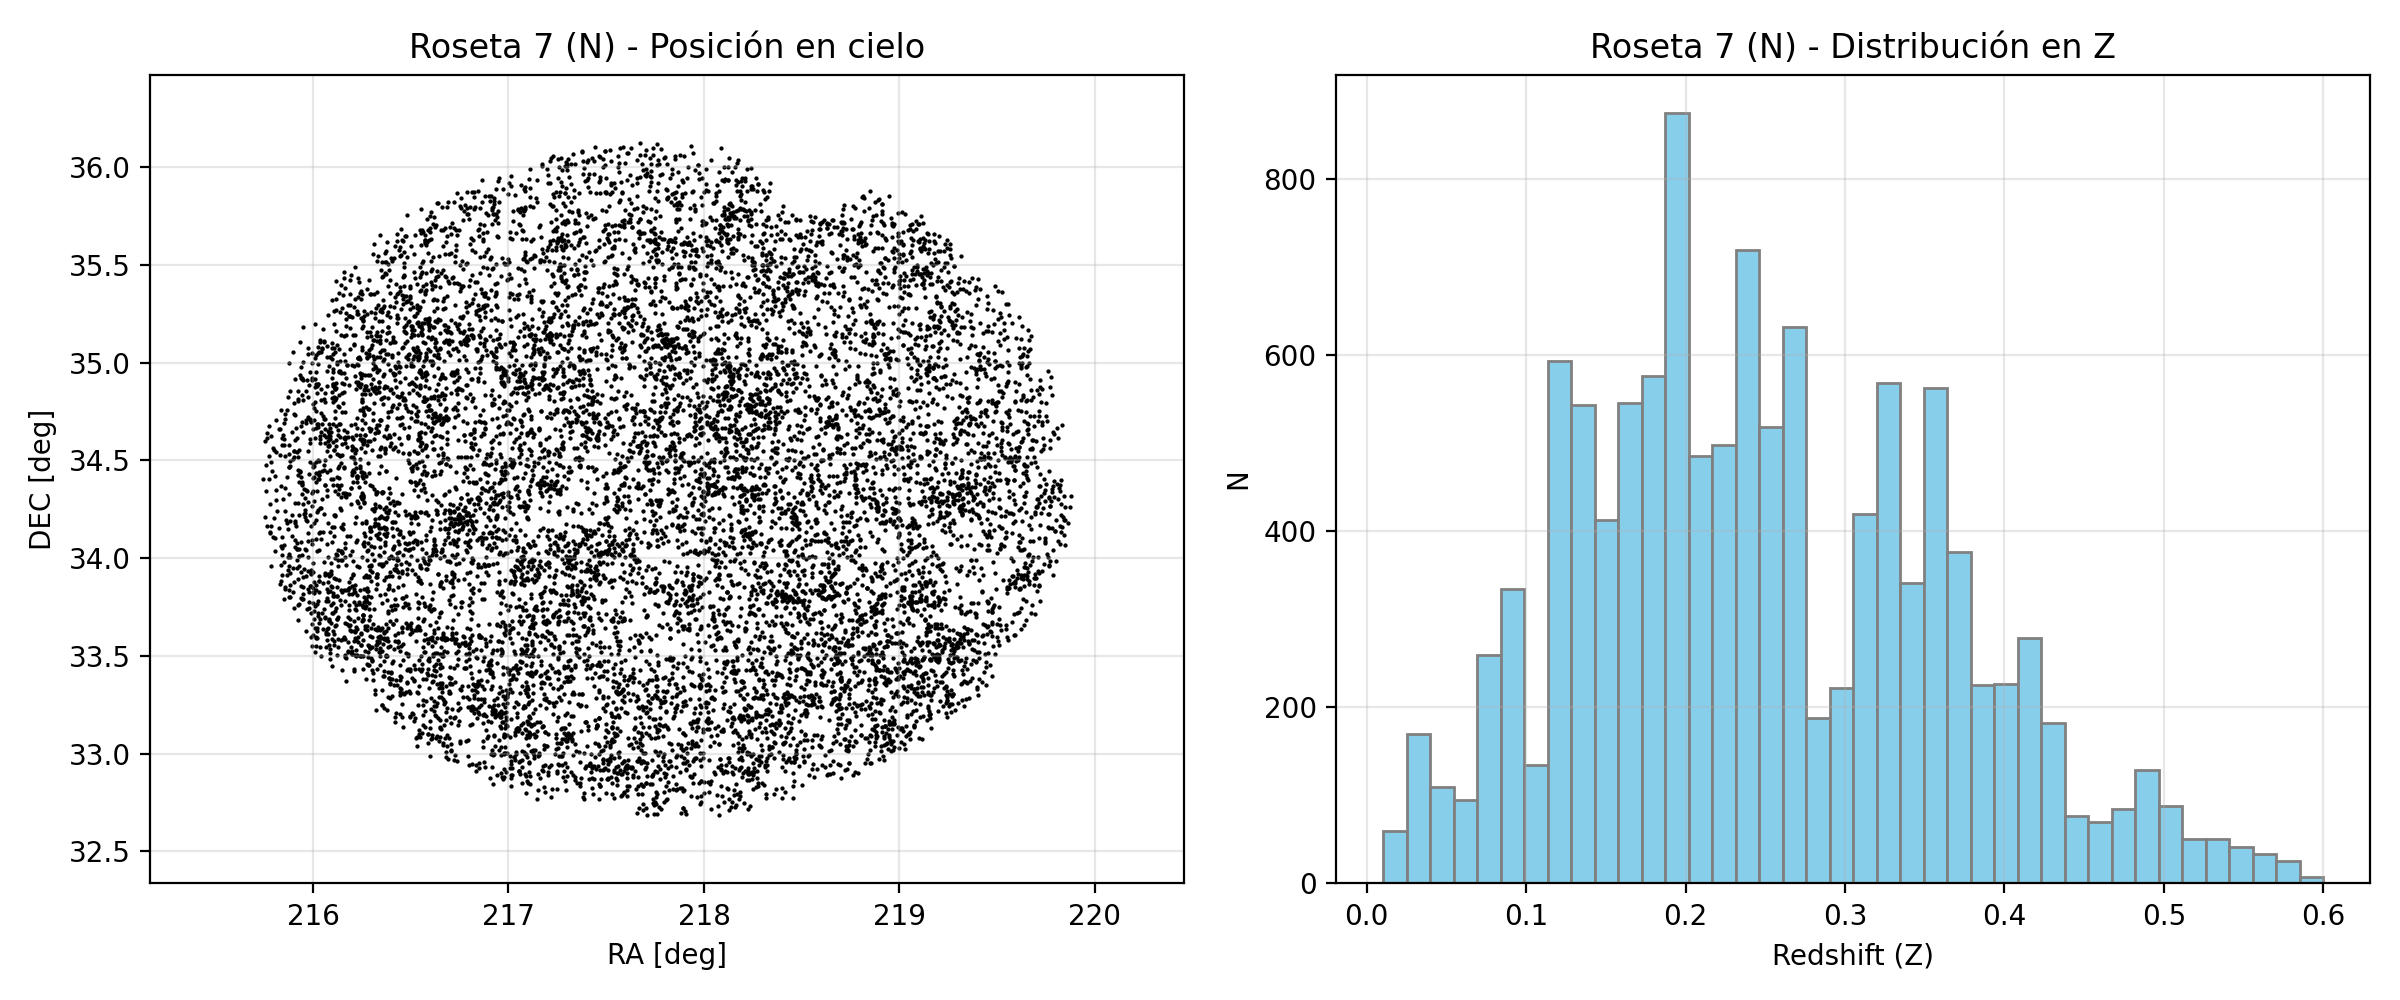 Roseta 7 (N) - Posición en cielo
36.0
35.5
35.0
34.5
34.0
33.5
33.0
32.5
DEC [deg]
216 217 218 219 220
RA [deg]
Roseta 7 (N) - Distribución en Z
800
600
400
200
0
N
0.0 0.1 0.2 0.3 0.4 0.5 0.6
Redshift (Z)